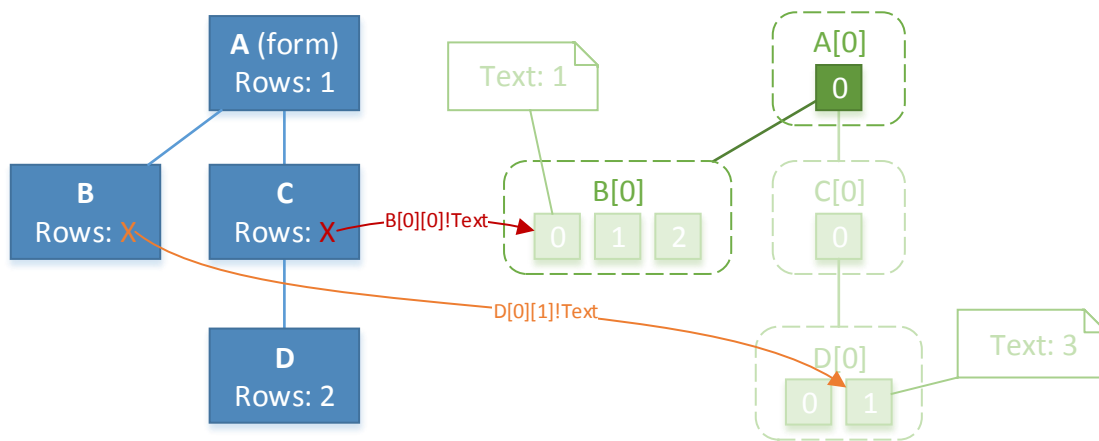 A (form)
Rows: 1
B
Rows: X
C
Rows: X
D
Rows: 2
B[0][0]!Text
D[0][1]!Text
Text: 1
A[0]
0
B[0]
0 1 2
C[0]
0
D[0]
0 1
Text: 3